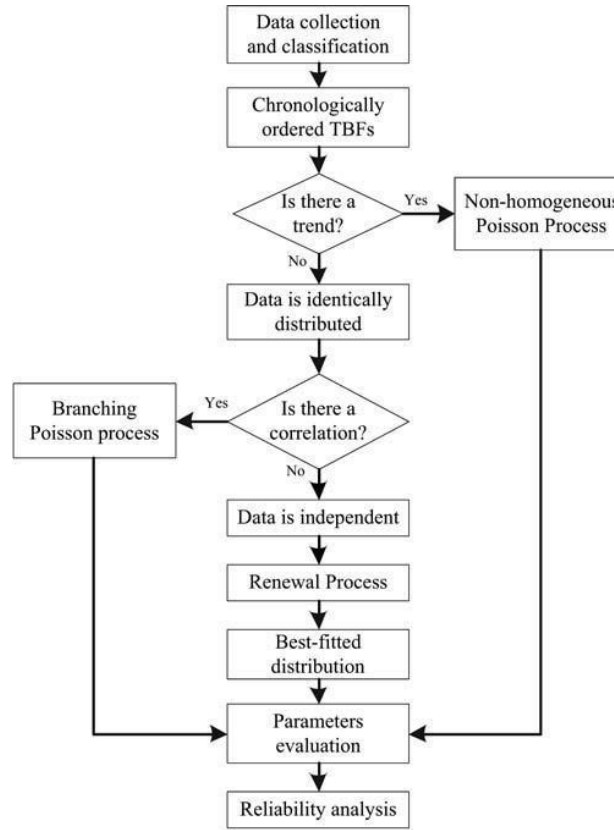 Data collection
and classification
Chronologically
ordered TBFs
Is there a
trend?
Yes
Non-homogeneous
Poisson Process
No
Data is identically
distributed
Branching
Poisson process
Yes
Is there a
correlation?
No
Data is independent
Renewal Process
Best-fitted
distribution
Parameters
evaluation
Reliability analysis